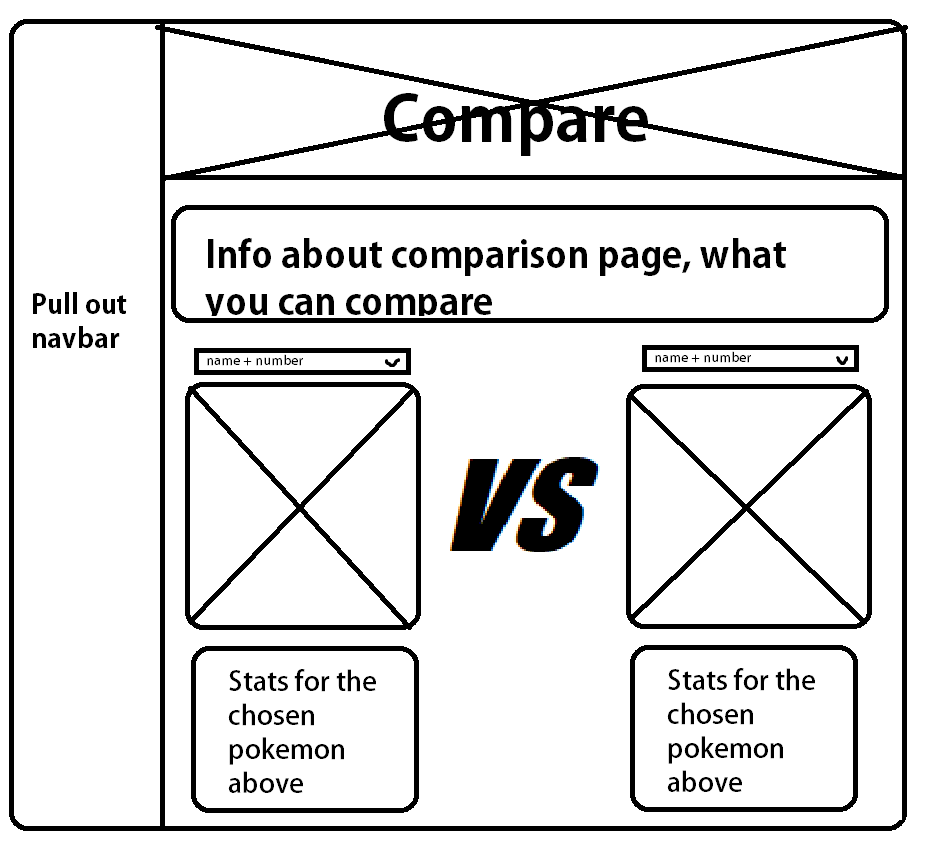 Compare
Info about comparison page, what
you can compare
Pull out
navbar
name + number
name + number
VS
Stats for the
chosen
pokemon
above
Stats for the
chosen
pokemon
above